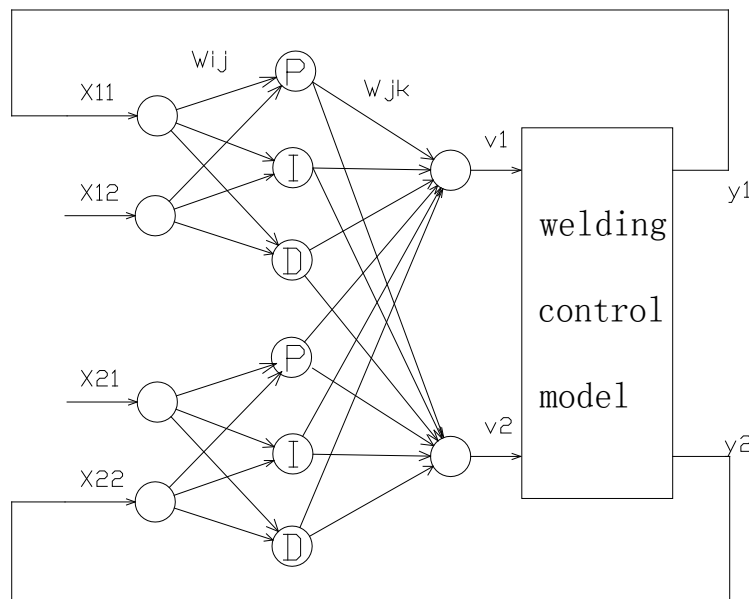 Wij
P
Wjk
X11
v1
I
y1
X12
welding
D
control
P
X21
model
v2
y2
I
X22
D